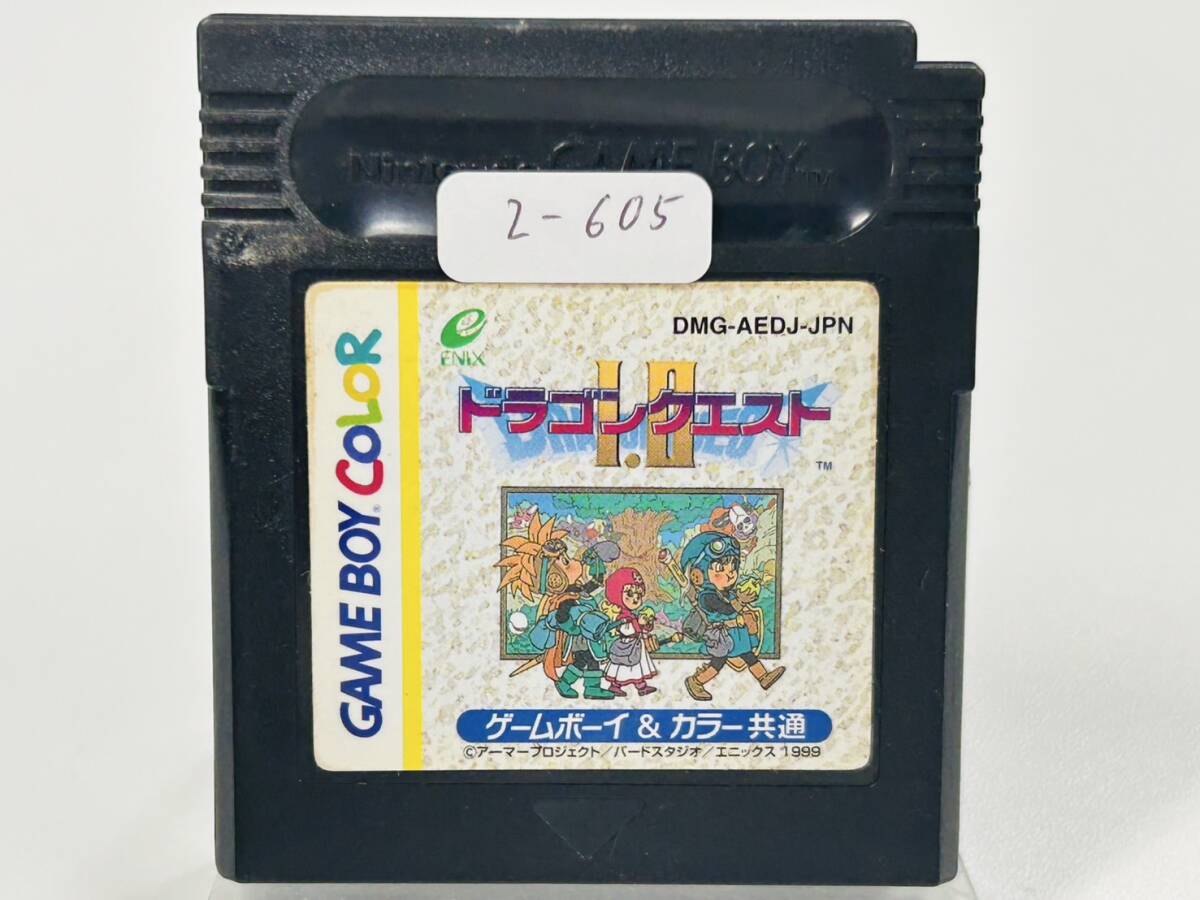 Nintendo GAME BOY TM
2-605
GAME BOY COLOR
ENIX
DMG-AEDJ-JPN
ドラゴンクエスト
I・II
TM
ゲームボーイ & カラー共通
©アーマープロジェクト/バードスタジオ/エニックス 1999